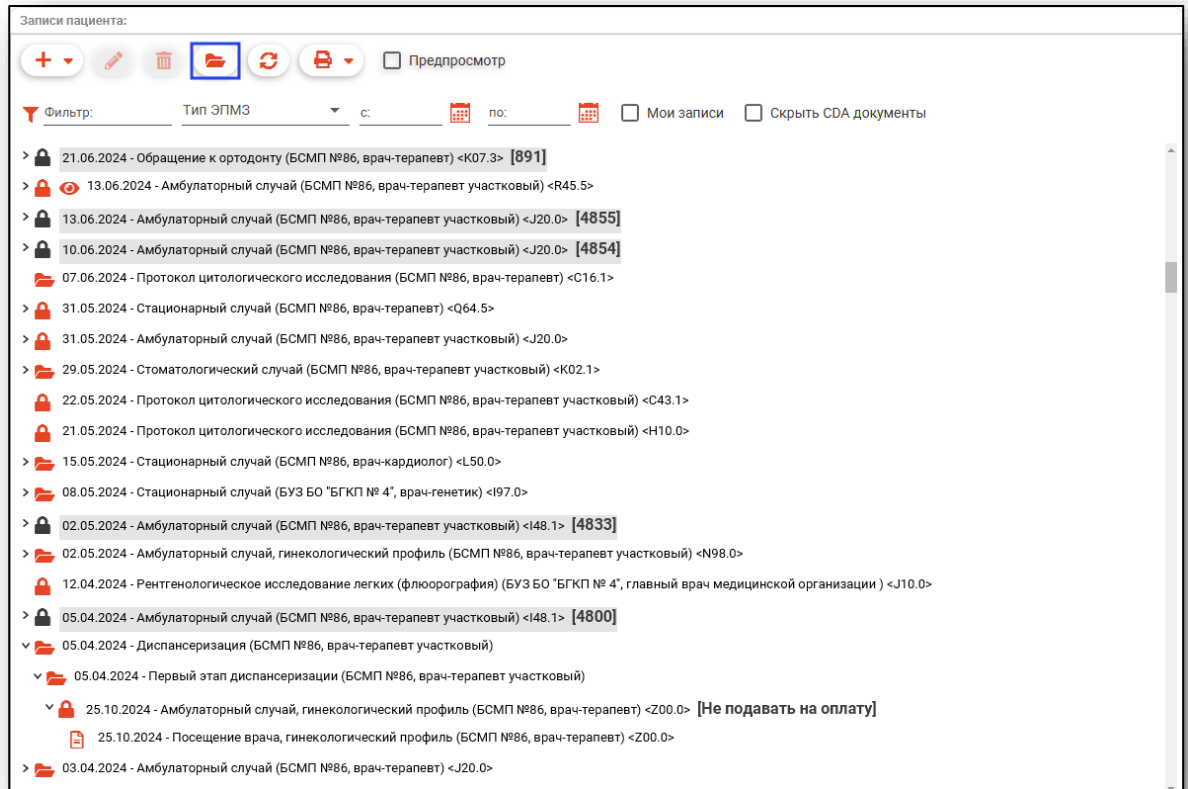 Записи пациента:
Предпросмотр
Фильтр: Тип ЭПМЗ с: по: Мои записи Скрыть CDA документы
21.06.2024 - Обращение к ортодонту (БСМП №86, врач-терапевт) <K07.3> [891]
13.06.2024 - Амбулаторный случай (БСМП №86, врач-терапевт участковый) <R45.5>
13.06.2024 - Амбулаторный случай (БСМП №86, врач-терапевт участковый) <J20.0> [4855]
10.06.2024 - Амбулаторный случай (БСМП №86, врач-терапевт участковый) <J20.0> [4854]
07.06.2024 - Протокол цитологического исследования (БСМП №86, врач-терапевт) <C16.1>
31.05.2024 - Стационарный случай (БСМП №86, врач-терапевт) <Q64.5>
31.05.2024 - Амбулаторный случай (БСМП №86, врач-терапевт участковый) <J20.0>
29.05.2024 - Стоматологический случай (БСМП №86, врач-терапевт участковый) <K02.1>
22.05.2024 - Протокол цитологического исследования (БСМП №86, врач-терапевт участковый) <C43.1>
21.05.2024 - Протокол цитологического исследования (БСМП №86, врач-терапевт участковый) <H10.0>
15.05.2024 - Стационарный случай (БСМП №86, врач-кардиолог) <L50.0>
08.05.2024 - Стационарный случай (БУЗ БО "БГКП № 4", врач-генетик) <I97.0>
02.05.2024 - Амбулаторный случай (БСМП №86, врач-терапевт участковый) <I48.1> [4833]
02.05.2024 - Амбулаторный случай, гинекологический профиль (БСМП №86, врач-терапевт участковый) <N98.0>
12.04.2024 - Рентгенологическое исследование легких (флюорография) (БУЗ БО "БГКП № 4", главный врач медицинской организации ) <J10.0>
05.04.2024 - Амбулаторный случай (БСМП №86, врач-терапевт участковый) <I48.1> [4800]
05.04.2024 - Диспансеризация (БСМП №86, врач-терапевт участковый)
05.04.2024 - Первый этап диспансеризации (БСМП №86, врач-терапевт участковый)
25.10.2024 - Амбулаторный случай, гинекологический профиль (БСМП №86, врач-терапевт) <Z00.0> [Не подавать на оплату]
25.10.2024 - Посещение врача, гинекологический профиль (БСМП №86, врач-терапевт) <Z00.0>
03.04.2024 - Амбулаторный случай (БСМП №86, врач-терапевт) <J20.0>